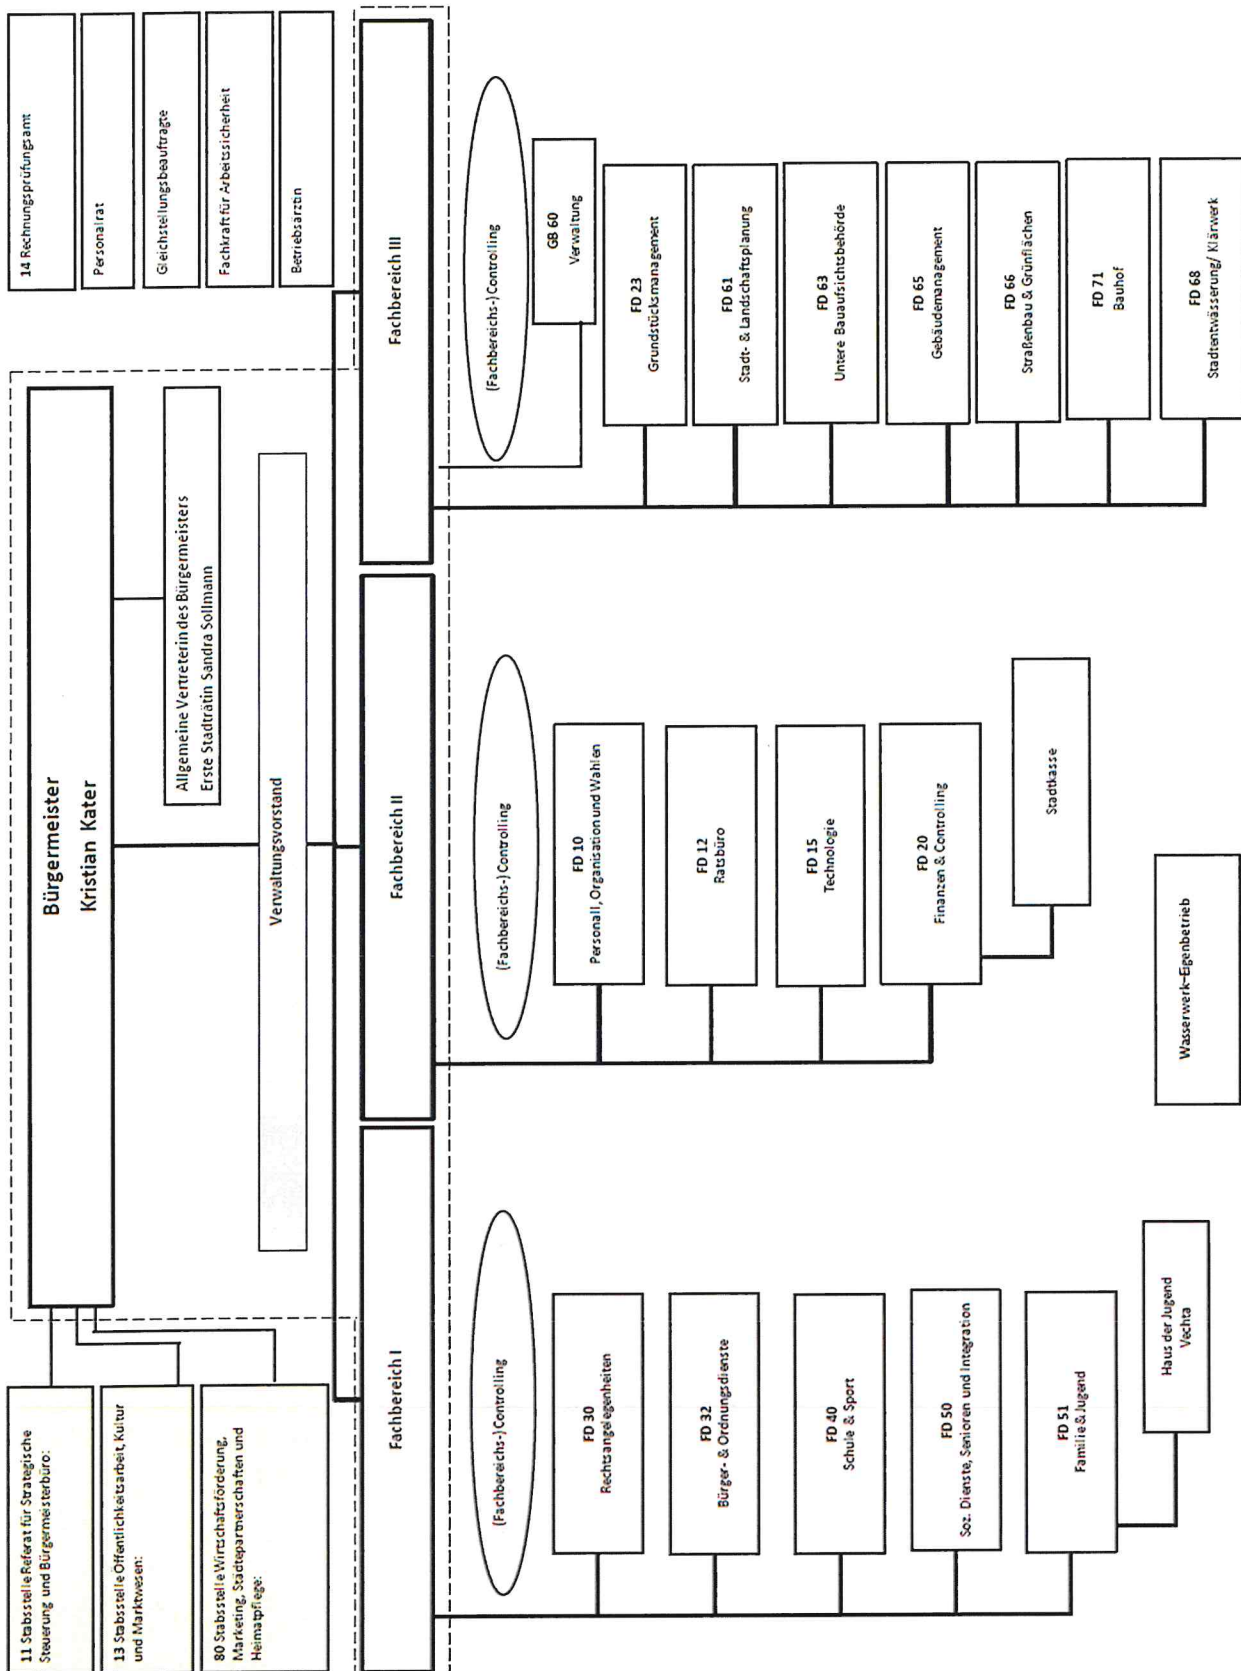 Bürgermeister
Kristian Kater
11 Stabsstelle Referat für Strategische
Steuerung und Bürgermeisterbüro:
13 Stabsstelle Öffentlichkeitsarbeit, Kultur
und Marktwesen:
80 Stabsstelle Wirtschaftsförderung,
Marketing, Städtepartnerschaften und
Heimatpflege:
Allgemeine Vertreterin des Bürgermeisters
Erste Stadträtin Sandra Sollmann
Verwaltungsvorstand
14 Rechnungsprüfungsamt
Personalrat
Gleichstellungsbeauftragte
Fachkraft für Arbeitssicherheit
Betriebsärztin
Fachbereich I
(Fachbereichs-) Controlling
FD 30
Rechtsangelegenheiten
FD 32
Bürger- & Ordnungsdienste
FD 40
Schule & Sport
FD 50
Soz. Dienste, Senioren und Integration
FD 51
Familie & Jugend
Haus der Jugend
Vechta
Fachbereich II
(Fachbereichs-) Controlling
FD 10
Personall, Organisation und Wahlen
FD 12
Ratsbüro
FD 15
Technologie
FD 20
Finanzen & Controlling
Stadtkasse
Wasserwerk-Eigenbetrieb
Fachbereich III
(Fachbereichs-) Controlling
GB 60
Verwaltung
FD 23
Grundstücksmanagement
FD 61
Stadt- & Landschaftsplanung
FD 63
Untere Bauaufsichtsbehörde
FD 65
Gebäudemanagement
FD 66
Straßenbau & Grünflächen
FD 71
Bauhof
FD 68
Stadtentwässerung/ Klärwerk